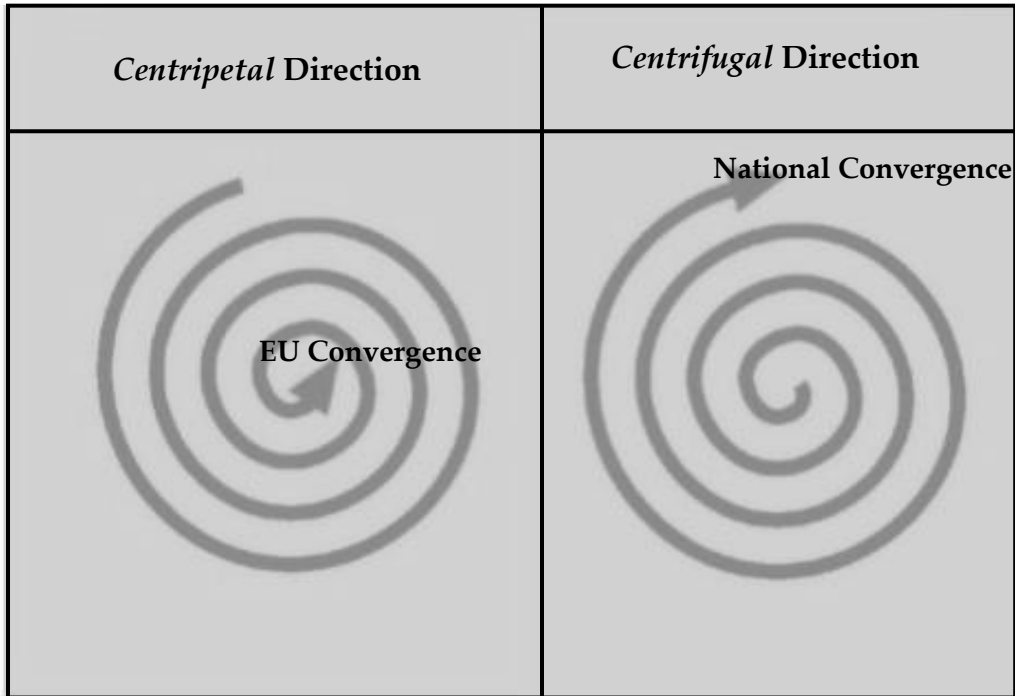 Centripetal Direction
Centrifugal Direction
National Convergence
EU Convergence